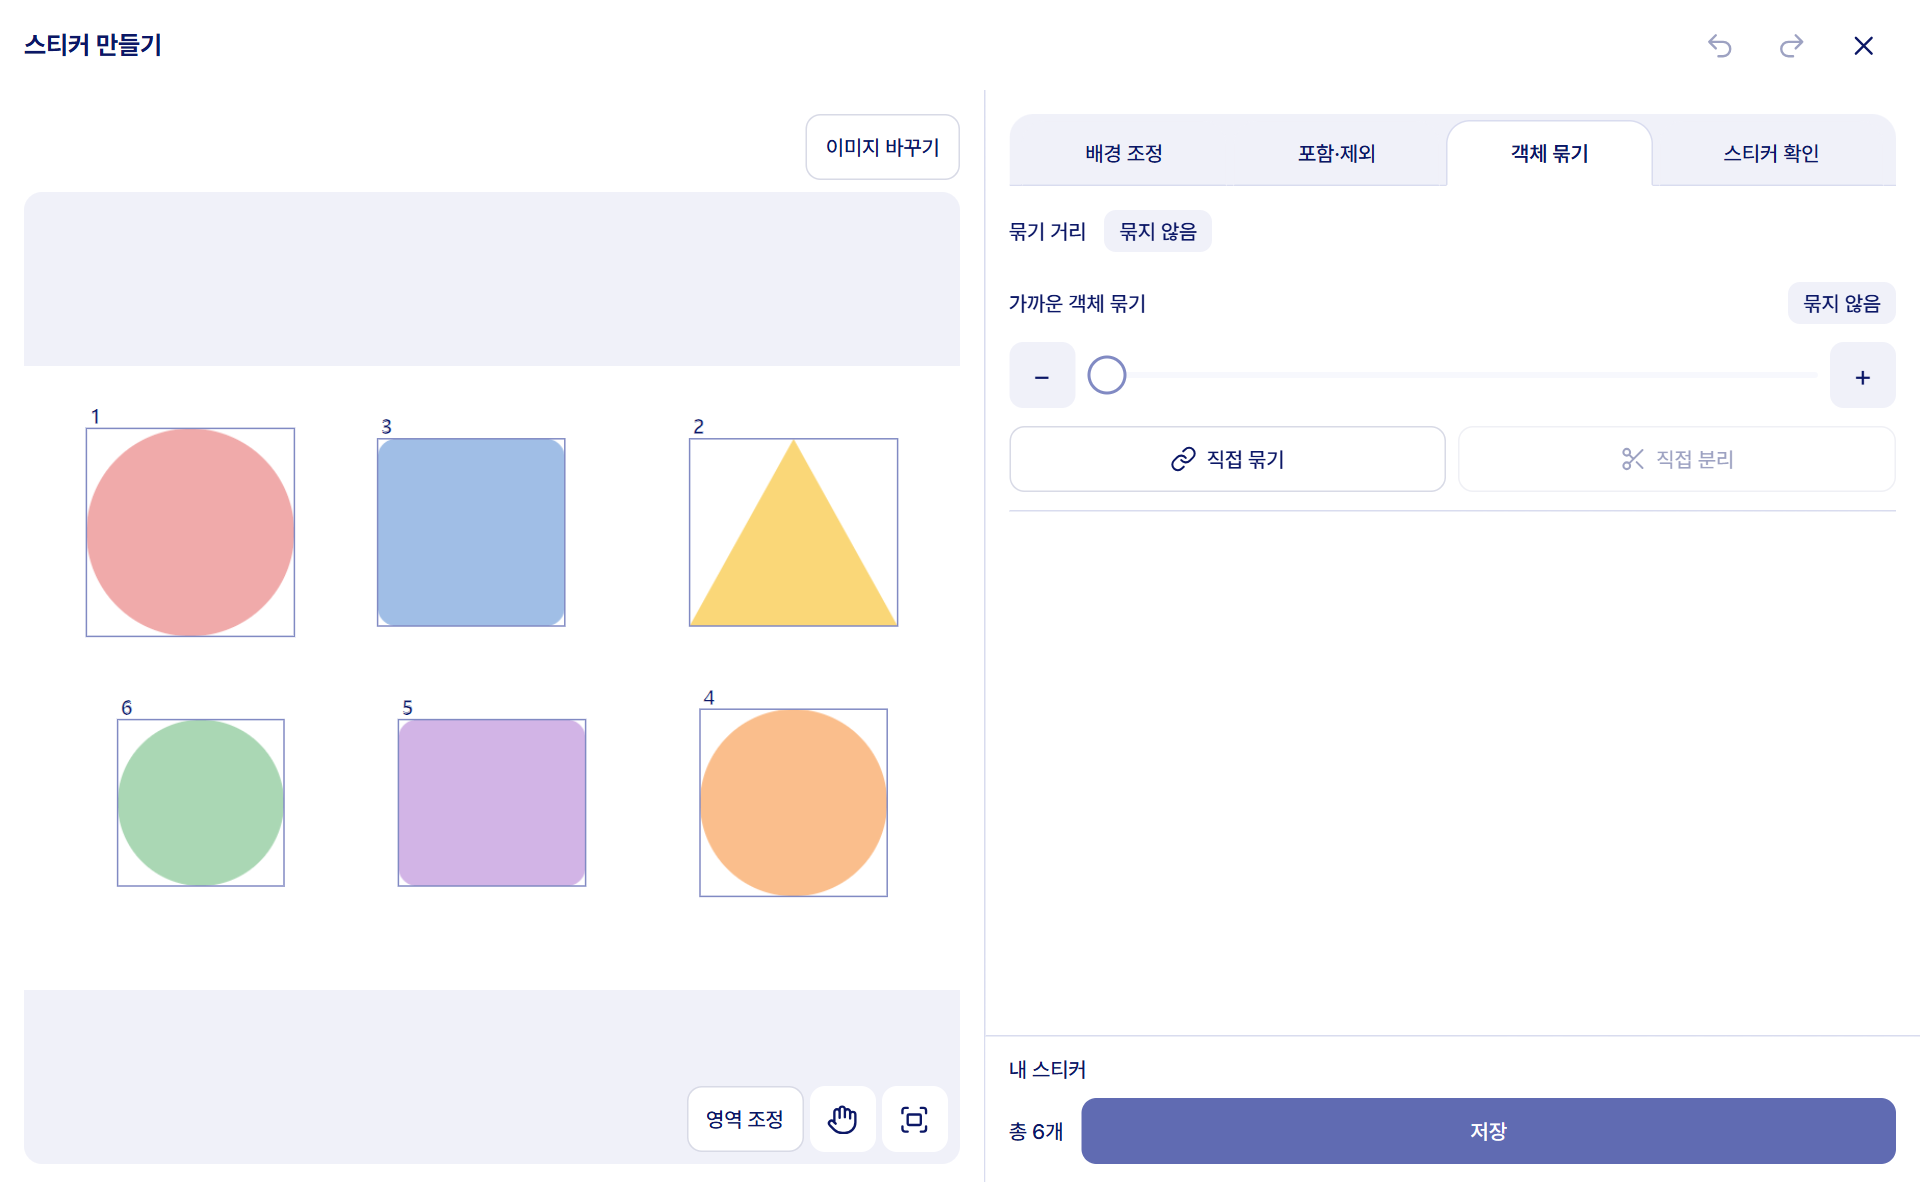 스티커 만들기
이미지 바꾸기
1
3
2
6
5
4
영역 조정
배경 조정
포함·제외
객체 묶기
스티커 확인
묶기 거리 묶지 않음
가까운 객체 묶기 묶지 않음
− +
직접 묶기
직접 분리
내 스티커
총 6개
저장